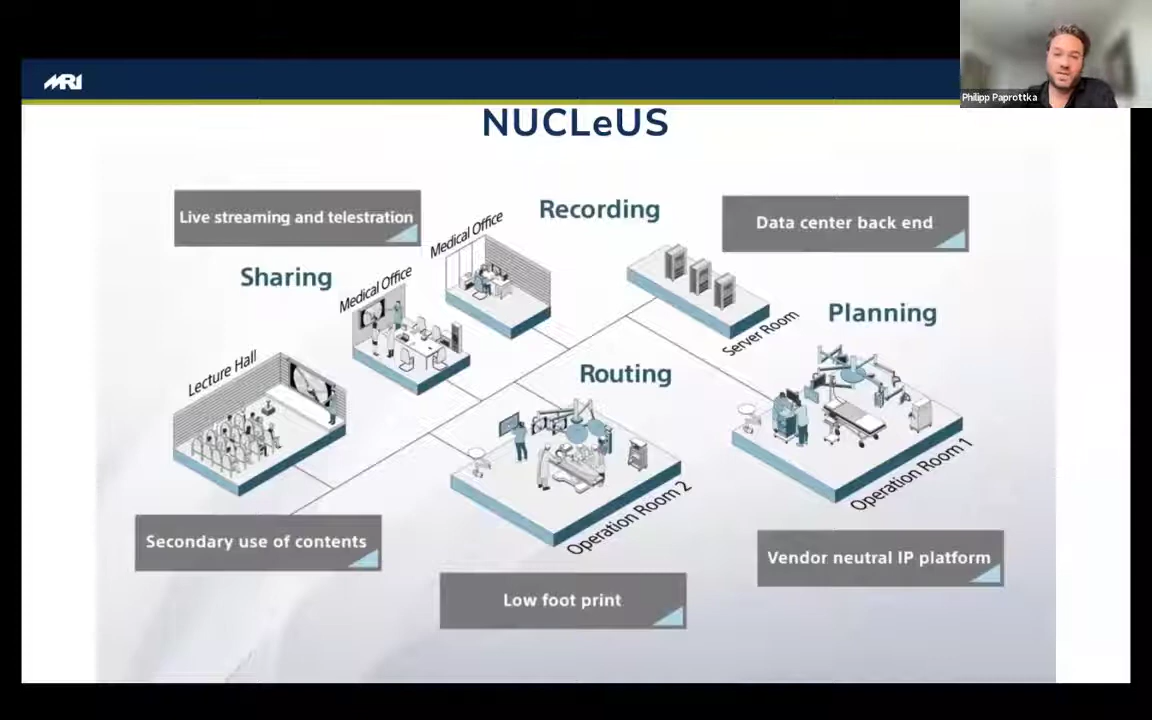 MRI
Philipp Paprottka
NUCLeUS
Live streaming and telestration
Recording
Data center back end
Medical Office
Sharing
Medical Office
Planning
Server Room
Lecture Hall
Routing
Operation Room 1
Operation Room 2
Secondary use of contents
Vendor neutral IP platform
Low foot print